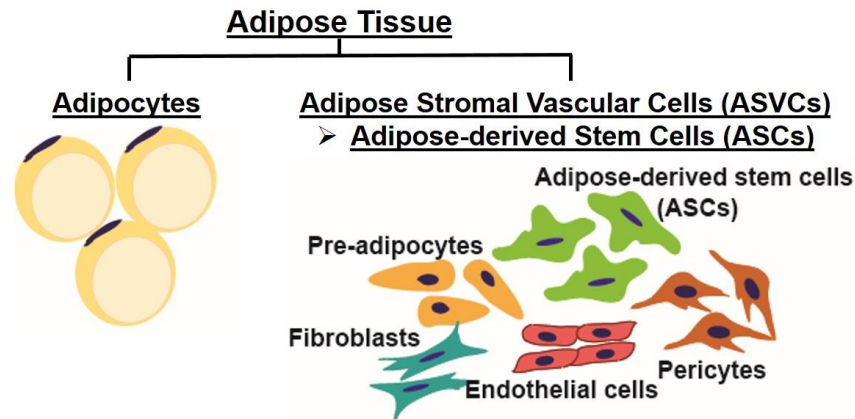 Adipose Tissue
Adipocytes
Adipose Stromal Vascular Cells (ASVCs)
➢ Adipose-derived Stem Cells (ASCs)
Adipose-derived stem cells
(ASCs)
Pre-adipocytes
Fibroblasts
Endothelial cells
Pericytes